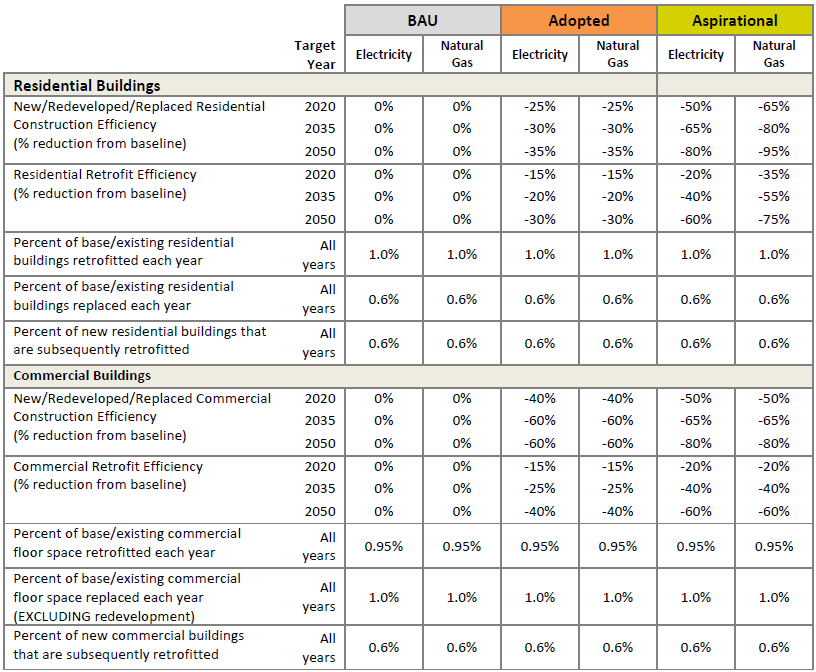 BAU Adopted Aspirational
Target Year Electricity Natural Gas Electricity Natural Gas Electricity Natural Gas
Residential Buildings
New/Redeveloped/Replaced Residential 2020 0% 0% -25% -25% -50% -65%
Construction Efficiency 2035 0% 0% -30% -30% -65% -80%
(% reduction from baseline) 2050 0% 0% -35% -35% -80% -95%
Residential Retrofit Efficiency 2020 0% 0% -15% -15% -20% -35%
(% reduction from baseline) 2035 0% 0% -20% -20% -40% -55%
2050 0% 0% -30% -30% -60% -75%
Percent of base/existing residential All
buildings retrofitted each year years 1.0% 1.0% 1.0% 1.0% 1.0% 1.0%
Percent of base/existing residential All
buildings replaced each year years 0.6% 0.6% 0.6% 0.6% 0.6% 0.6%
Percent of new residential buildings that All
are subsequently retrofitted years 0.6% 0.6% 0.6% 0.6% 0.6% 0.6%
Commercial Buildings
New/Redeveloped/Replaced Commercial 2020 0% 0% -40% -40% -50% -50%
Construction Efficiency 2035 0% 0% -60% -60% -65% -65%
(% reduction from baseline) 2050 0% 0% -60% -60% -80% -80%
Commercial Retrofit Efficiency 2020 0% 0% -15% -15% -20% -20%
(% reduction from baseline) 2035 0% 0% -25% -25% -40% -40%
2050 0% 0% -40% -40% -60% -60%
Percent of base/existing commercial All
floor space retrofitted each year years 0.95% 0.95% 0.95% 0.95% 0.95% 0.95%
Percent of base/existing commercial All
floor space replaced each year years 1.0% 1.0% 1.0% 1.0% 1.0% 1.0%
(EXCLUDING redevelopment)
Percent of new commercial buildings All
that are subsequently retrofitted years 0.6% 0.6% 0.6% 0.6% 0.6% 0.6%